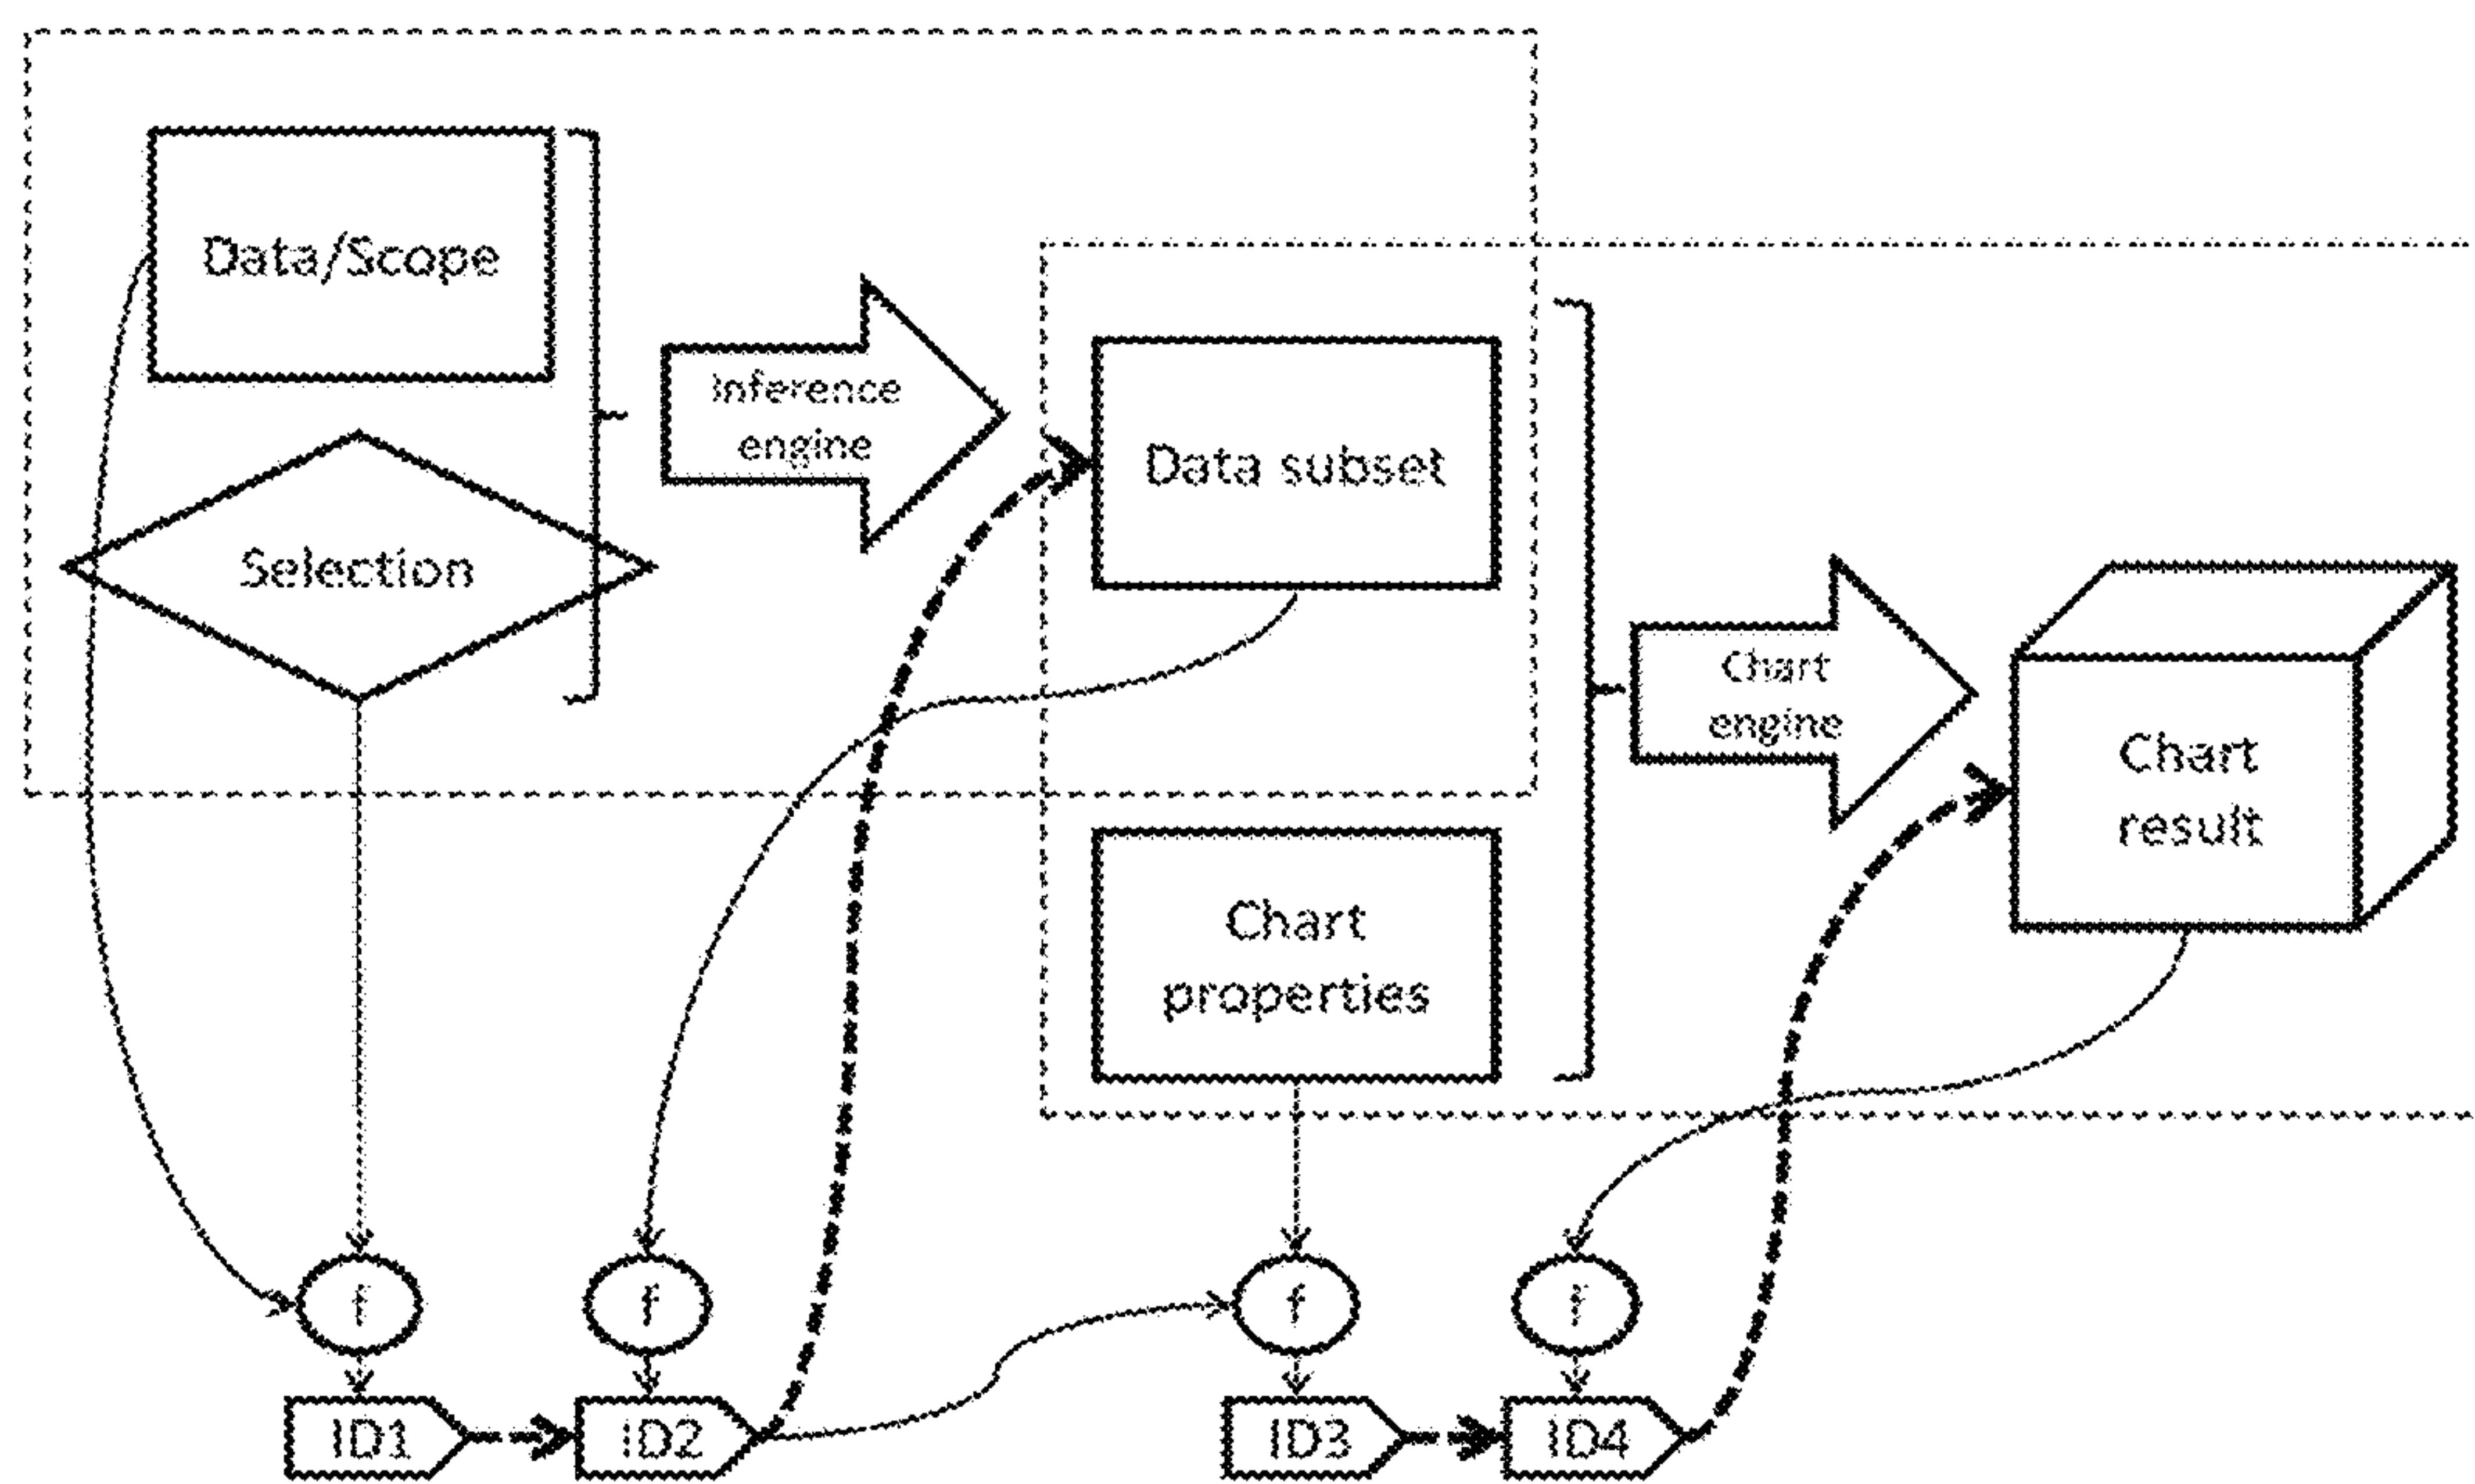 Data/Scope
Selection
Inference
engine
Data subset
Chart
properties
Chart
engine
Chart
result
f
f
f
f
ID1
ID2
ID3
ID4